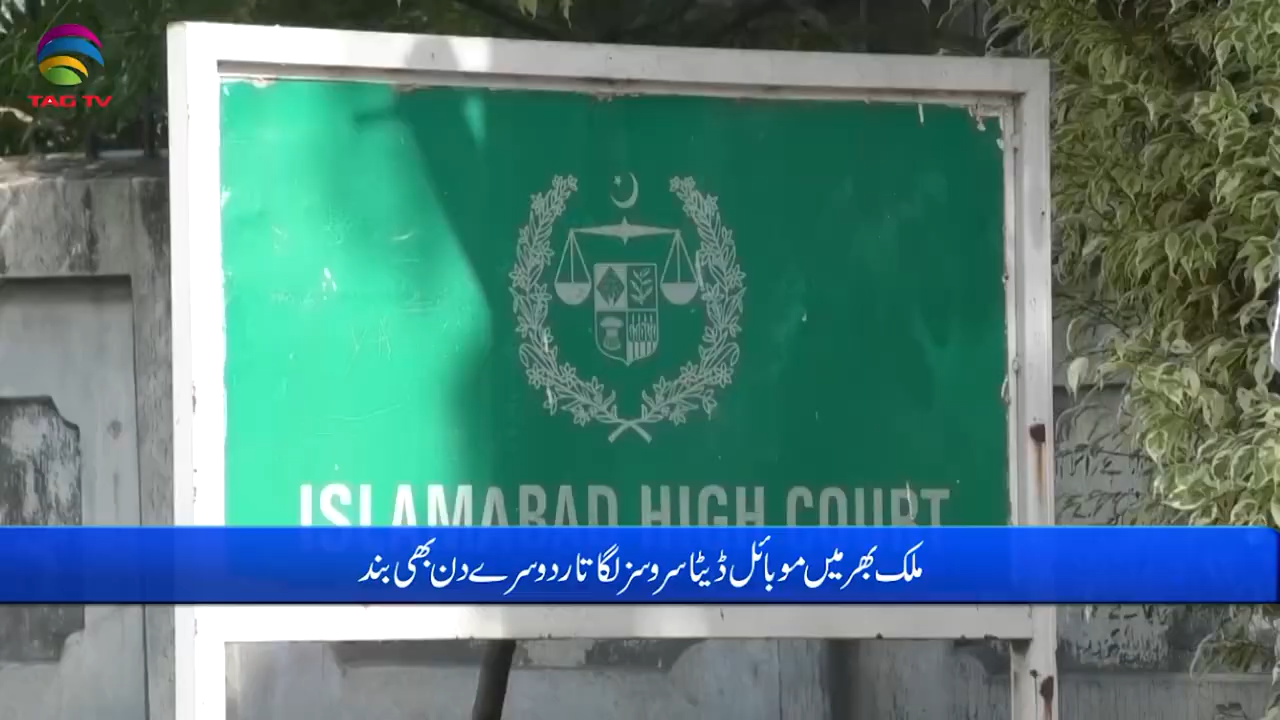 TAG TV
ISLAMABAD HIGH COURT
ملک بھر میں موبائل ڈیٹا سروسز لگاتار دوسرے دن بھی بند